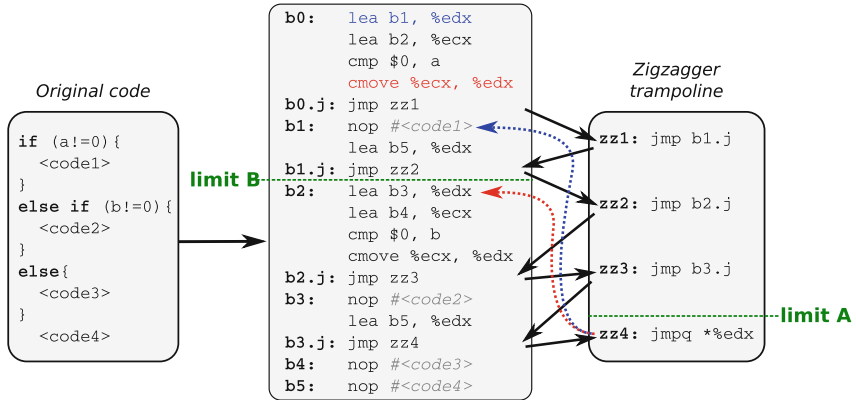 Original code
if (a!=0){
<code1>
}
else if (b!=0){
<code2>
}
else{
<code3>
}
<code4>
b0: lea b1, %edx
lea b2, %ecx
cmp $0, a
cmove %ecx, %edx
b0.j: jmp zz1
b1: nop #<code1>
lea b5, %edx
b1.j: jmp zz2
limit B
b2: lea b3, %edx
lea b4, %ecx
cmp $0, b
cmove %ecx, %edx
b2.j: jmp zz3
b3: nop #<code2>
lea b5, %edx
b3.j: jmp zz4
b4: nop #<code3>
b5: nop #<code4>
Zigzagger
trampoline
zz1: jmp b1.j
zz2: jmp b2.j
zz3: jmp b3.j
limit A
zz4: jmpq *%edx